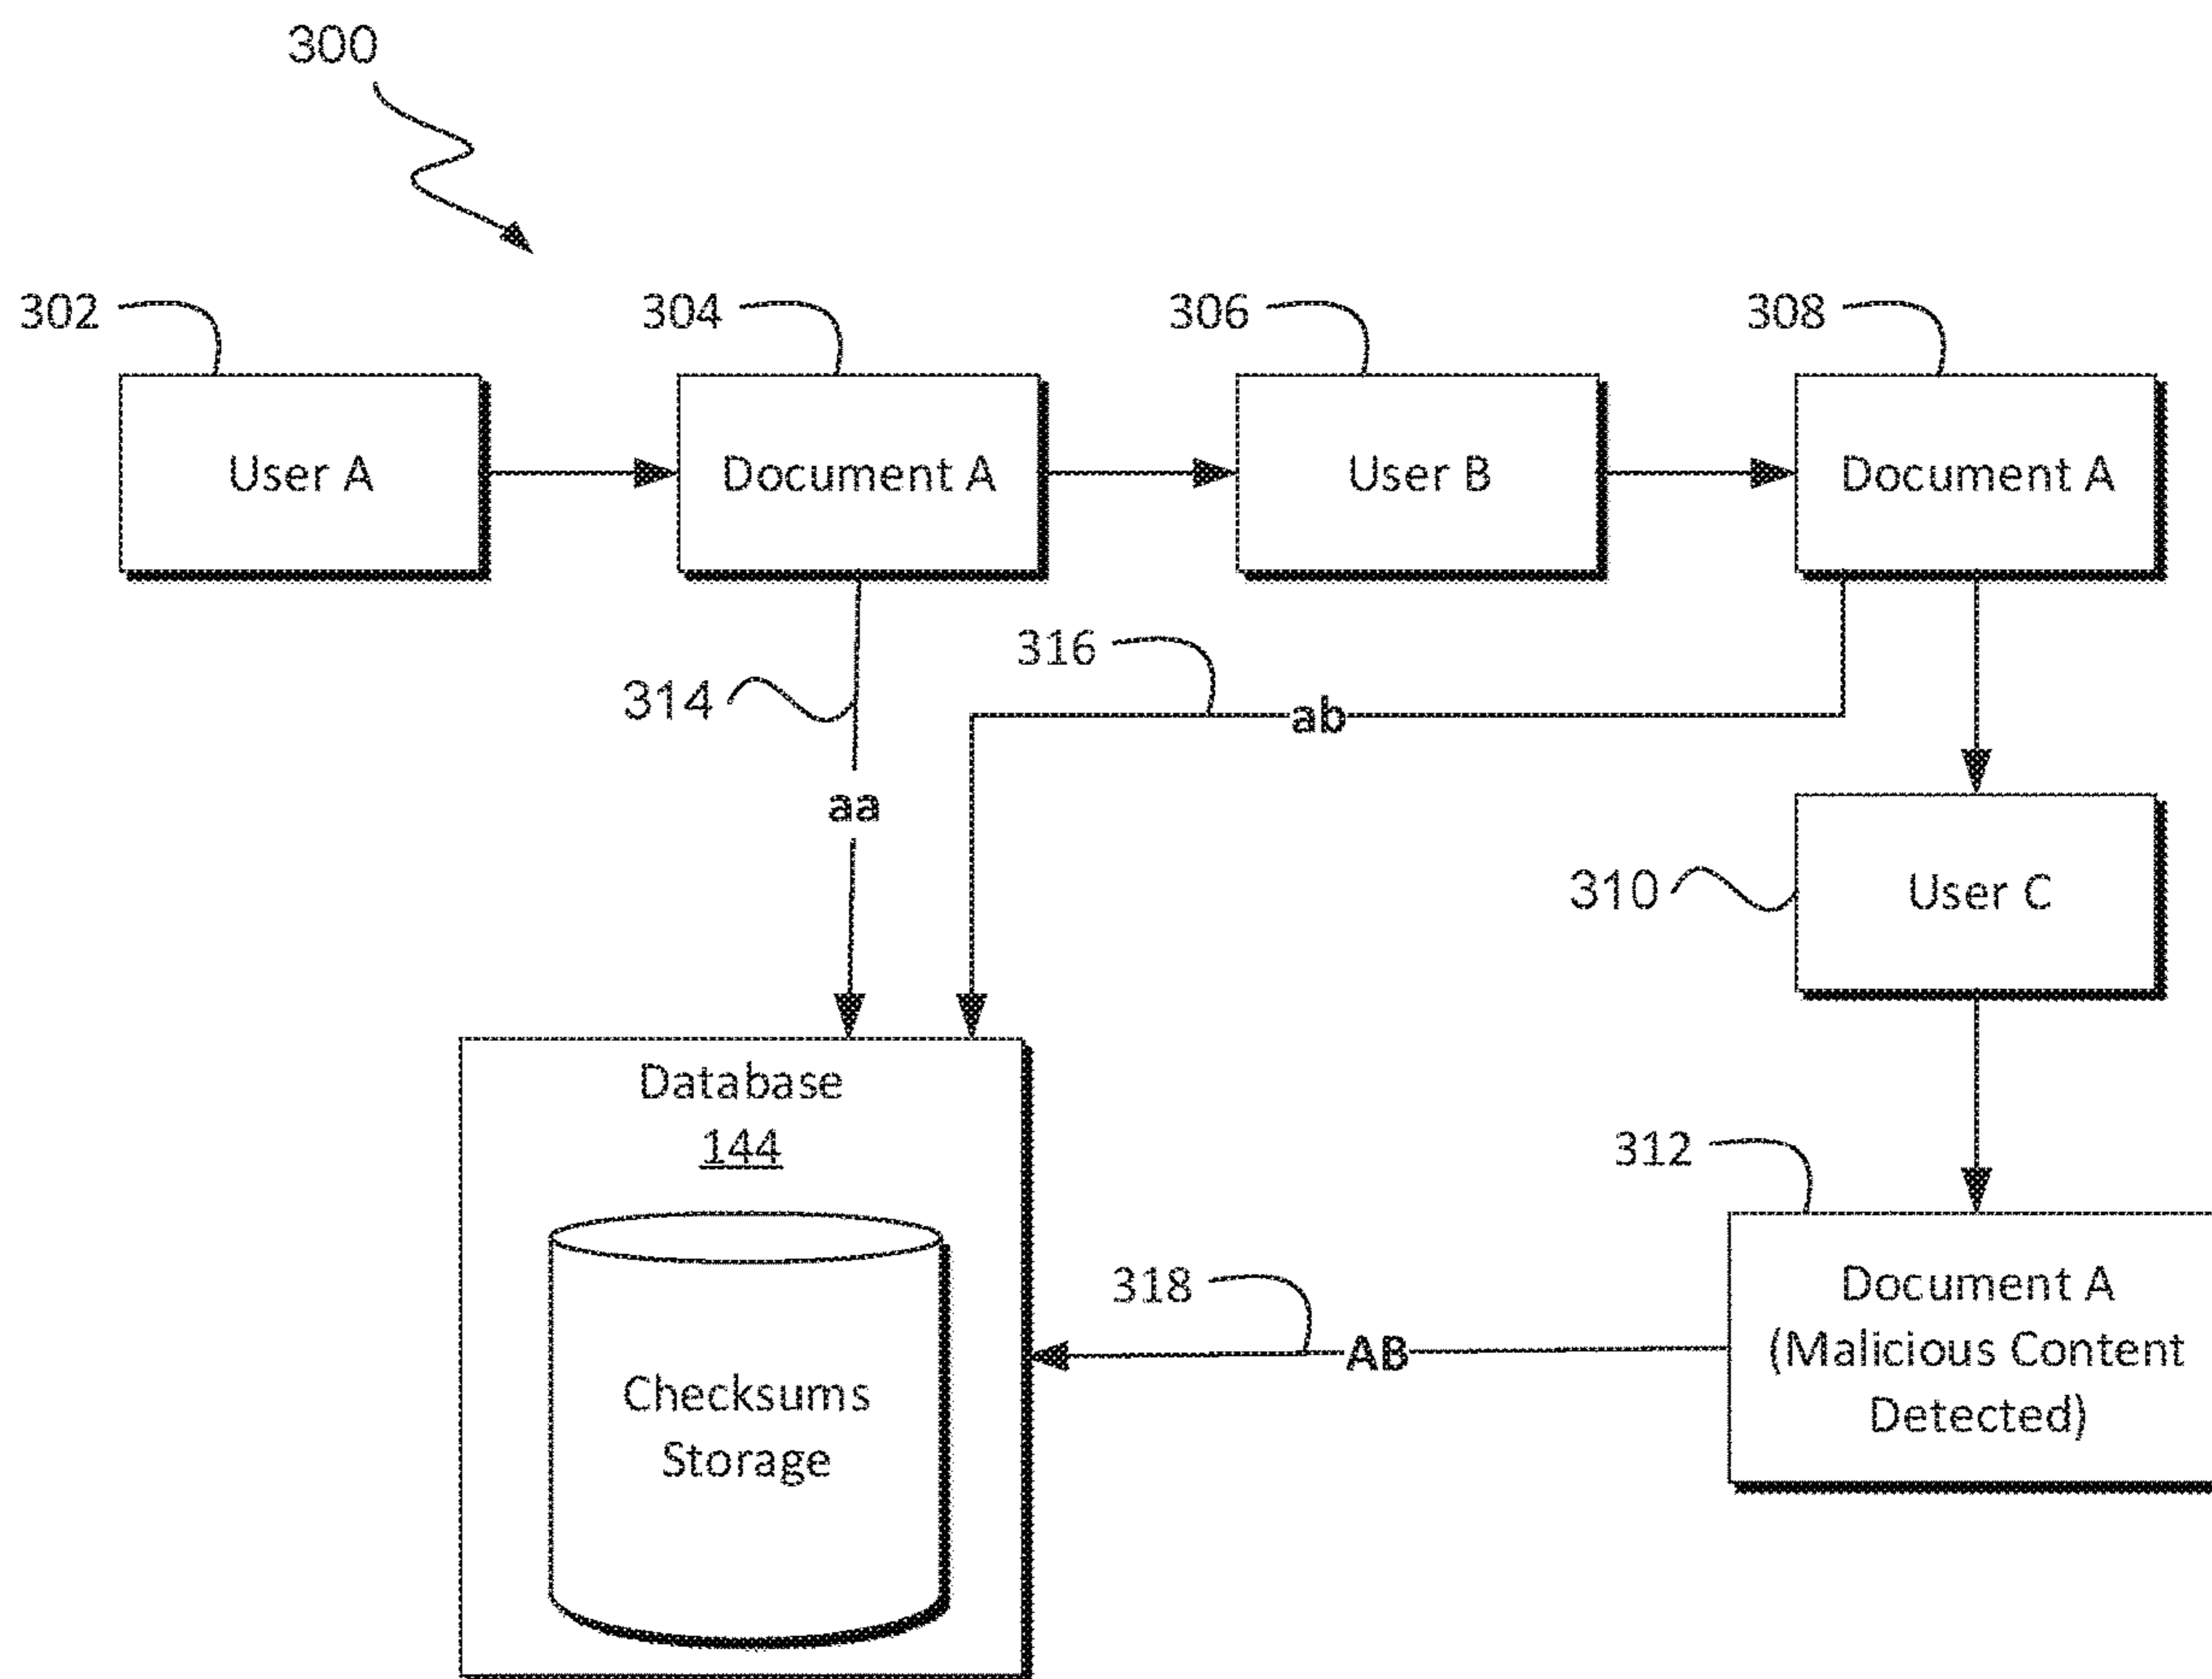 300
302
304
306
308
User A
Document A
User B
Document A
316
314
ab
aa
310
User C
Database
144
312
318
AB
Document A
(Malicious Content
Detected)
Checksums
Storage